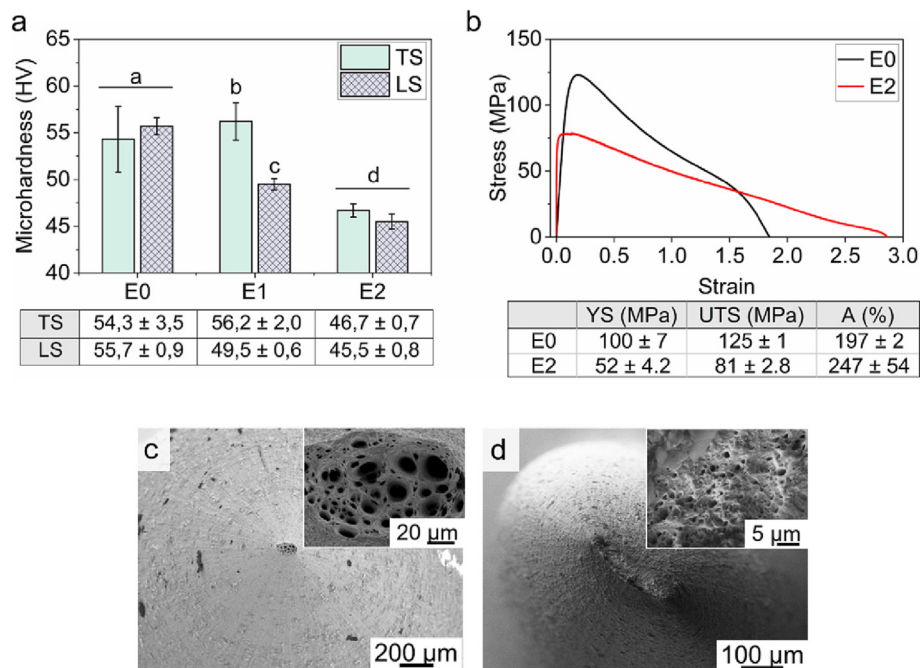 a
Microhardness (HV)
65
60
55
50
45
40
a
b
c
d
TS
LS
E0 E1 E2
TS 54,3 ± 3,5 56,2 ± 2,0 46,7 ± 0,7
LS 55,7 ± 0,9 49,5 ± 0,6 45,5 ± 0,8
b
Stress (MPa)
150
100
50
0
E0
E2
0.0 0.5 1.0 1.5 2.0 2.5 3.0
Strain
YS (MPa) UTS (MPa) A (%)
E0 100 ± 7 125 ± 1 197 ± 2
E2 52 ± 4.2 81 ± 2.8 247 ± 54
c
20 µm
200 µm
d
5 µm
100 µm